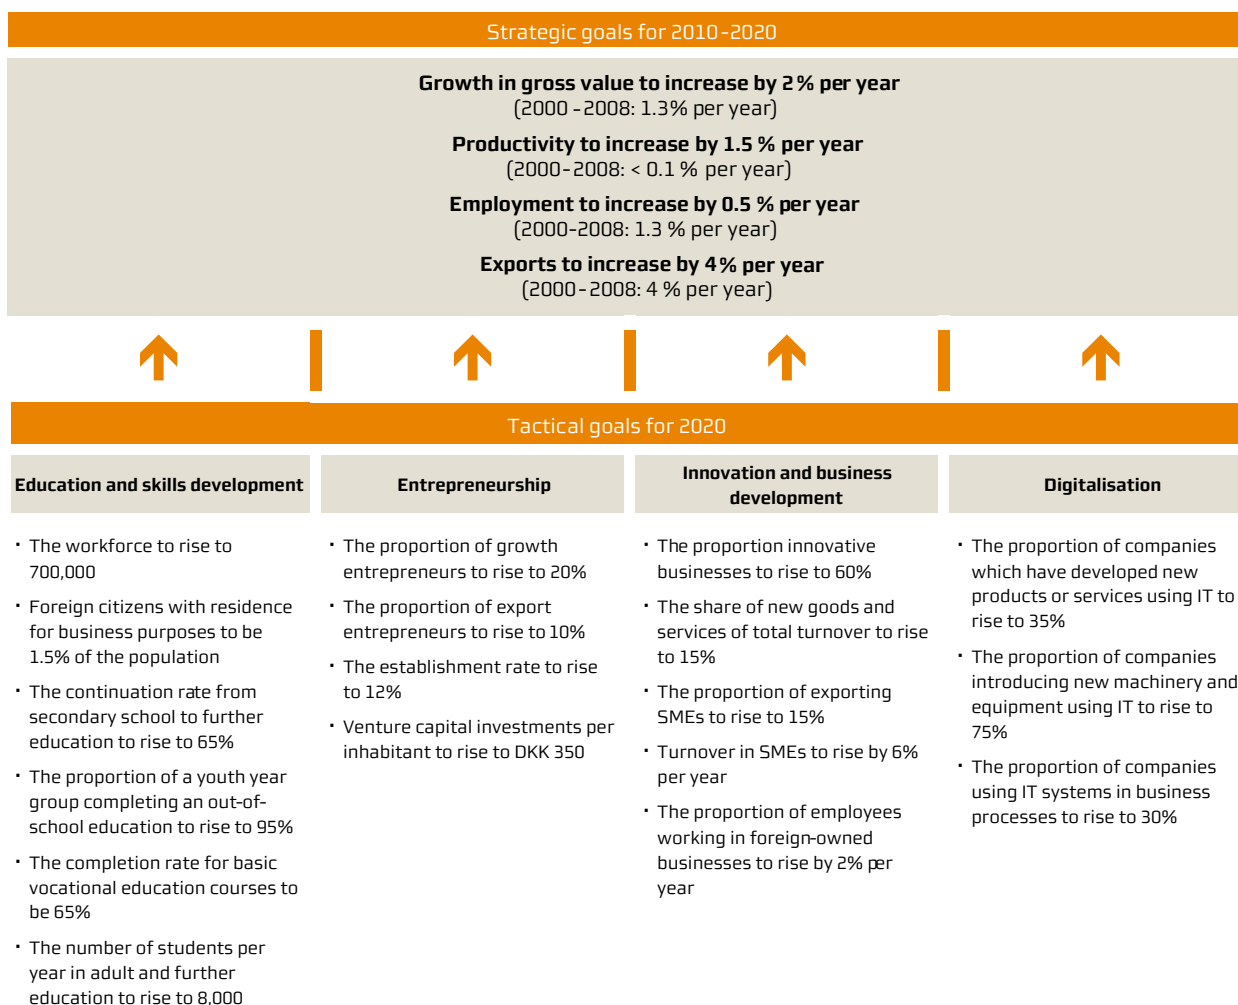 Strategic goals for 2010-2020
Growth in gross value to increase by 2% per year
(2000-2008: 1.3% per year)
Productivity to increase by 1.5 % per year
(2000-2008: < 0.1 % per year)
Employment to increase by 0.5 % per year
(2000-2008: 1.3 % per year)
Exports to increase by 4% per year
(2000-2008: 4 % per year)
Tactical goals for 2020
Education and skills development
· The workforce to rise to
700,000
· Foreign citizens with residence
for business purposes to be
1.5% of the population
· The continuation rate from
secondary school to further
education to rise to 65%
· The proportion of a youth year
group completing an out-of-
school education to rise to 95%
· The completion rate for basic
vocational education courses to
be 65%
· The number of students per
year in adult and further
education to rise to 8,000
Entrepreneurship
· The proportion of growth
entrepreneurs to rise to 20%
· The proportion of export
entrepreneurs to rise to 10%
· The establishment rate to rise
to 12%
· Venture capital investments per
inhabitant to rise to DKK 350
Innovation and business
development
· The proportion innovative
businesses to rise to 60%
· The share of new goods and
services of total turnover to rise
to 15%
· The proportion of exporting
SMEs to rise to 15%
· Turnover in SMEs to rise by 6%
per year
· The proportion of employees
working in foreign-owned
businesses to rise by 2% per
year
Digitalisation
· The proportion of companies
which have developed new
products or services using IT to
rise to 35%
· The proportion of companies
introducing new machinery and
equipment using IT to rise to
75%
· The proportion of companies
using IT systems in business
processes to rise to 30%